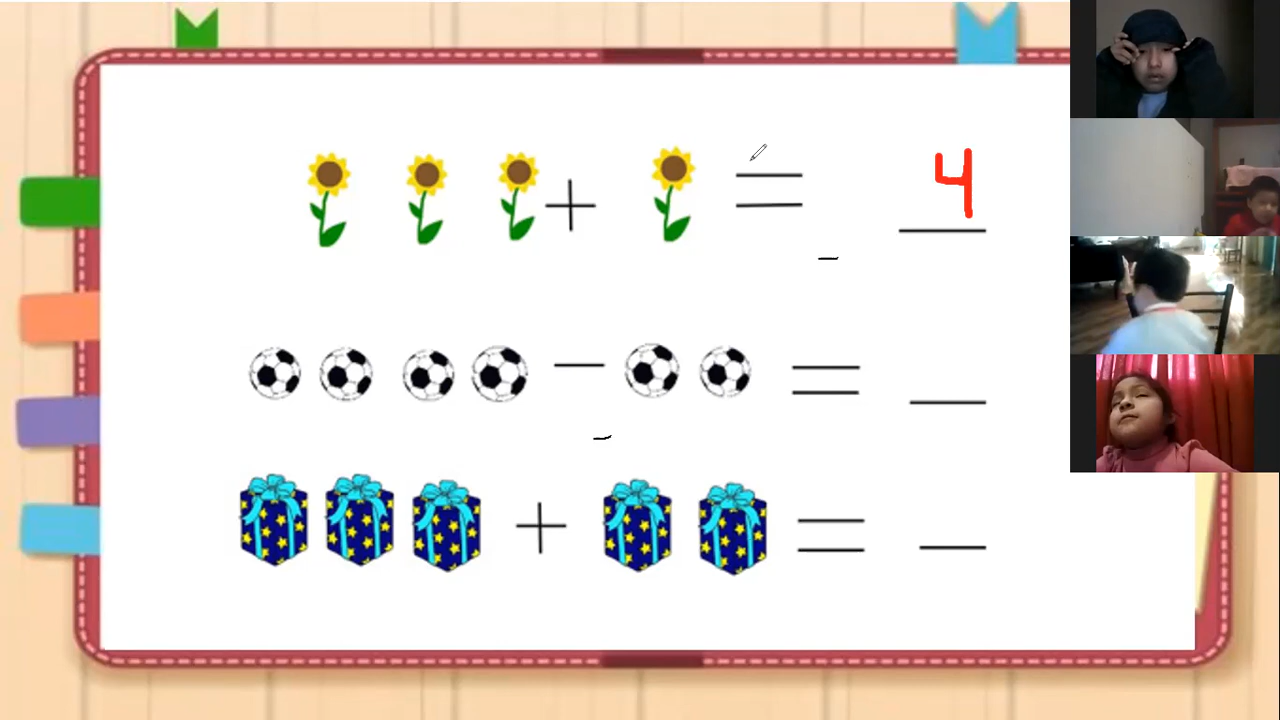 + = 4
- =
+ =